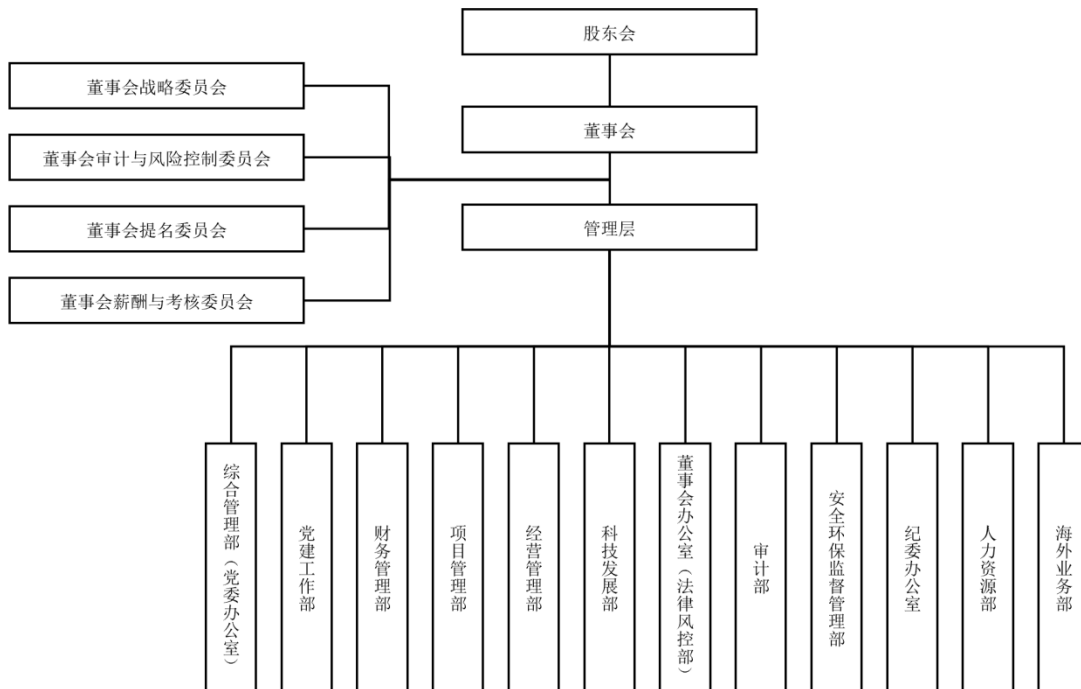 股东会
董事会战略委员会
董事会
董事会审计与风险控制委员会
董事会提名委员会
管理层
董事会薪酬与考核委员会
综合管理部（党委办公室）
党建工作部
财务管理部
项目管理部
经营管理部
科技发展部
董事会办公室（法律风控部）
审计部
安全环保监督管理部
纪委办公室
人力资源部
海外业务部